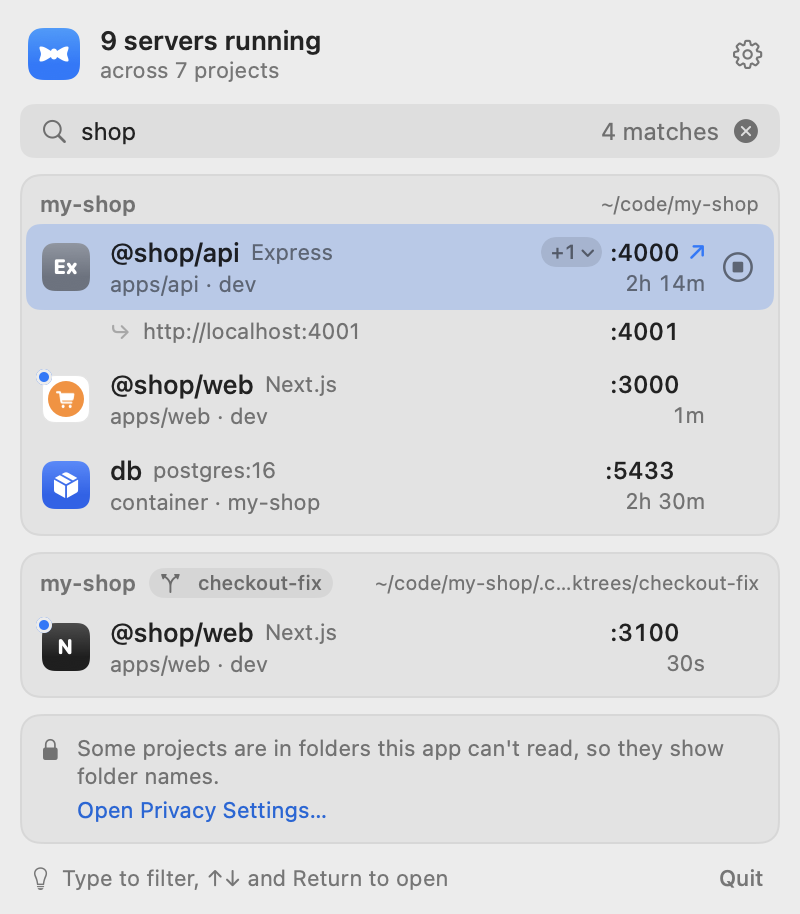 9 servers running
across 7 projects
shop 4 matches
my-shop ~/code/my-shop
Ex @shop/api Express +1 :4000
apps/api · dev 2h 14m
http://localhost:4001 :4001
@shop/web Next.js :3000
apps/web · dev 1m
db postgres:16 :5433
container · my-shop 2h 30m
my-shop checkout-fix ~/code/my-shop/.c...ktrees/checkout-fix
N @shop/web Next.js :3100
apps/web · dev 30s
Some projects are in folders this app can't read, so they show
folder names.
Open Privacy Settings...
Type to filter, ↑↓ and Return to open Quit